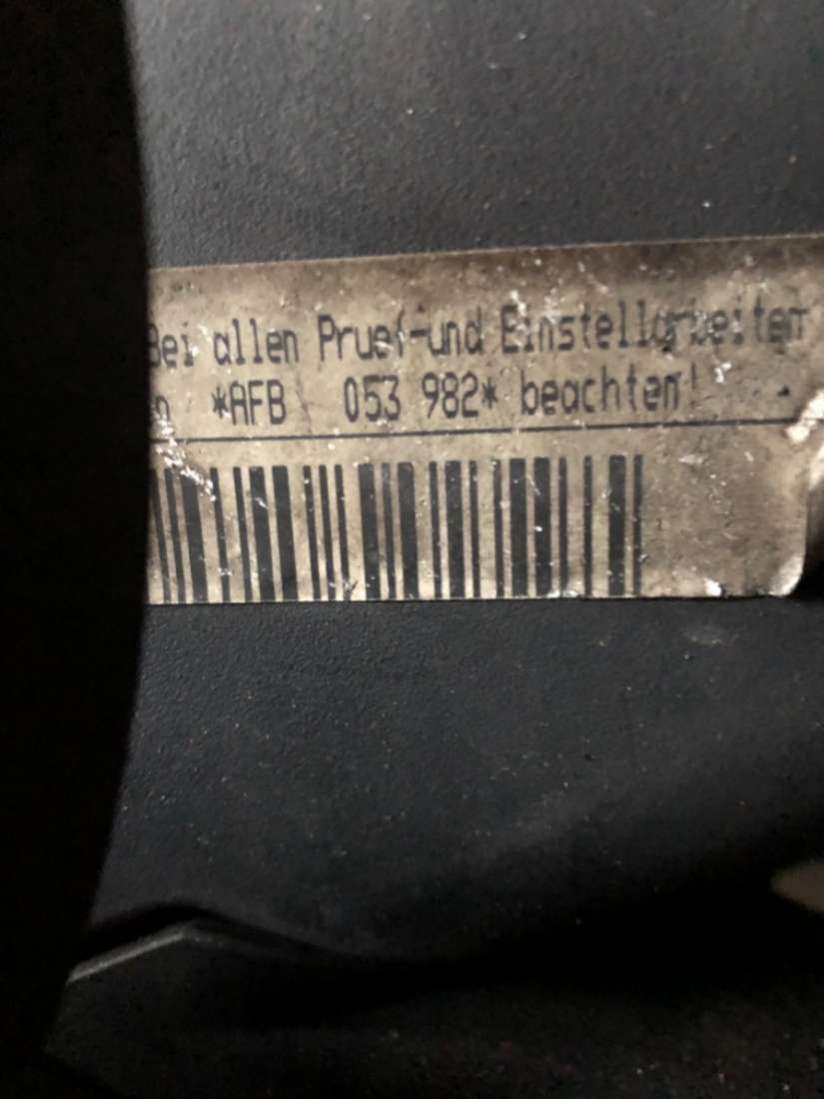 Bei allen Pruef-und Einstellarbeiten
*AFB 053 982* beachten!